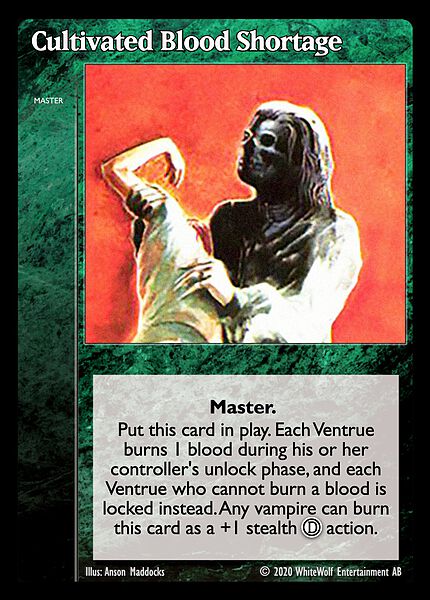 Cultivated Blood Shortage
MASTER
Master.
Put this card in play. Each Ventrue
burns 1 blood during his or her
controller's unlock phase, and each
Ventrue who cannot burn a blood is
locked instead. Any vampire can burn
this card as a +1 stealth Ⓓ action.
Illus: Anson Maddocks
© 2020 WhiteWolf Entertainment AB